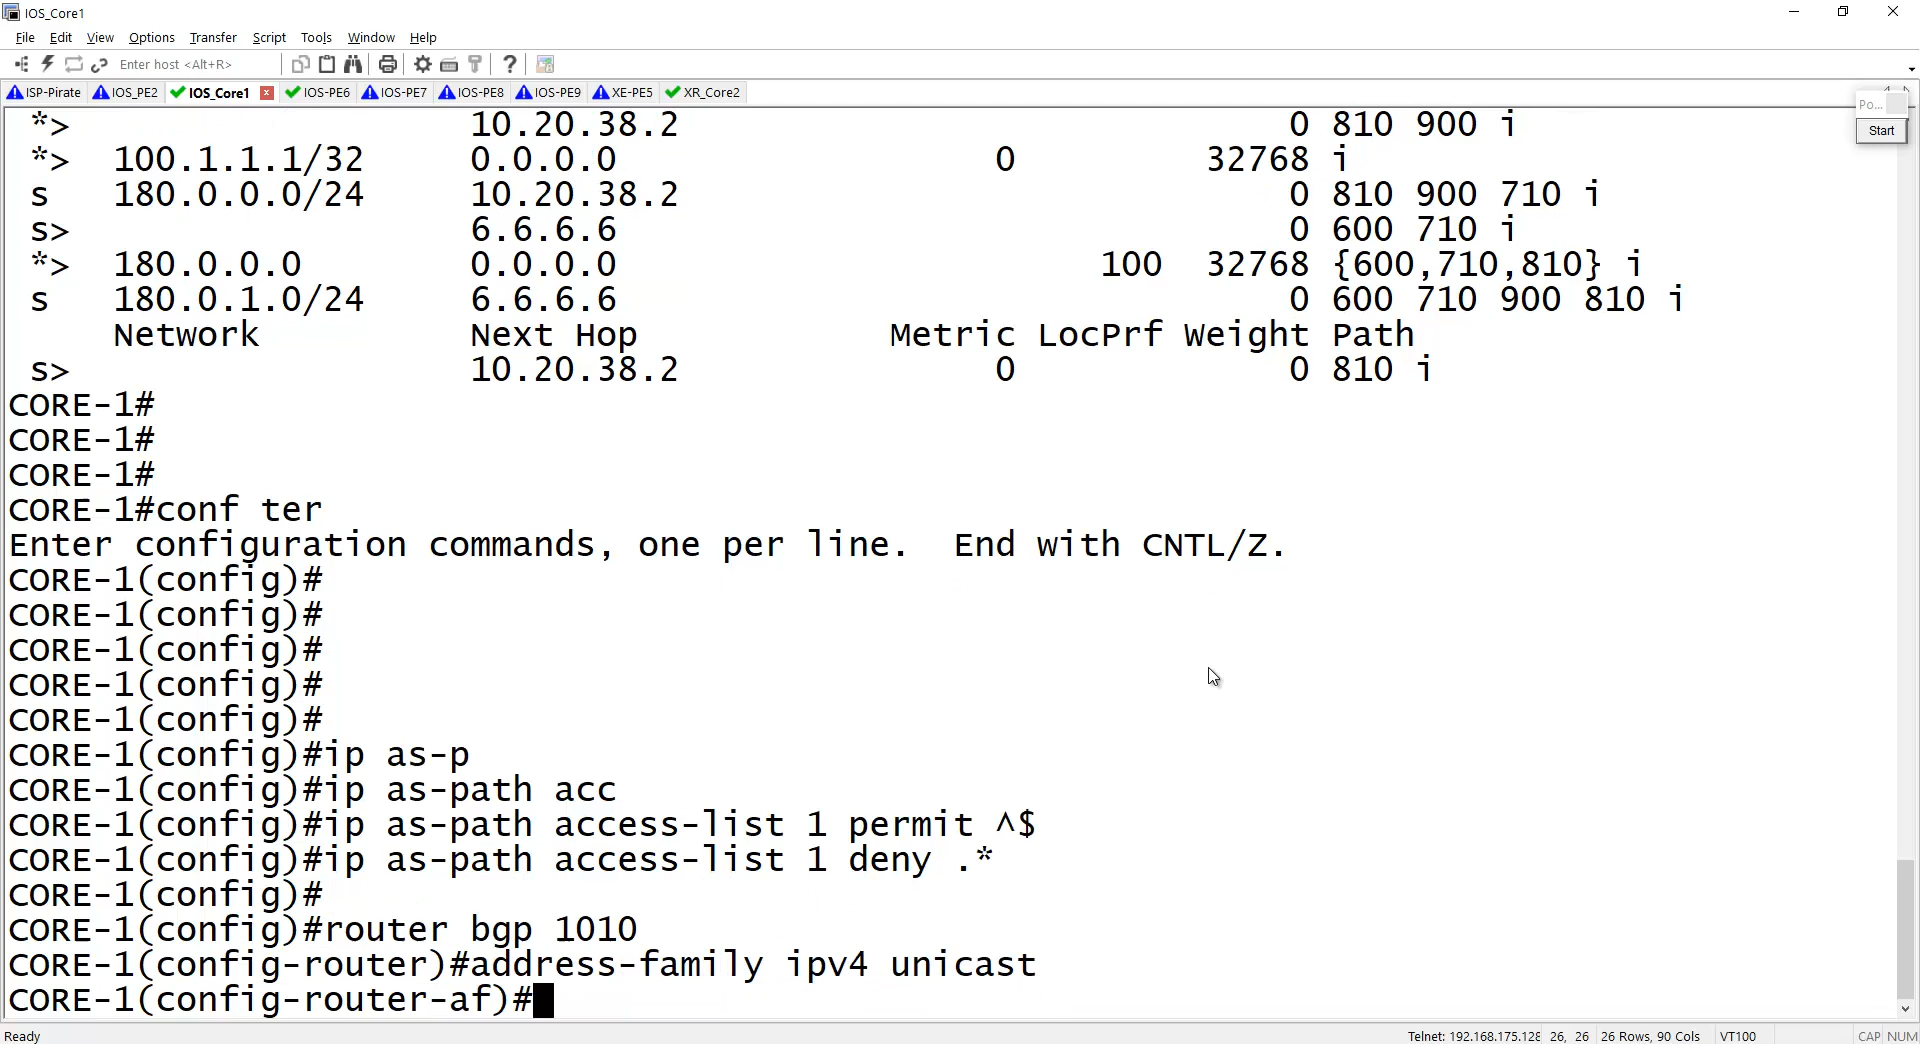 IOS_Core1
File Edit View Options Transfer Script Tools Window Help
Enter host <Alt+R>
ISP-Pirate IOS_PE2 IOS_Core1 IOS-PE6 IOS-PE7 IOS-PE8 IOS-PE9 XE-PE5 XR_Core2
Po...
Start
*> 10.20.38.2 0 810 900 i
*> 100.1.1.1/32 0.0.0.0 0 32768 i
s 180.0.0.0/24 10.20.38.2 0 810 900 710 i
s> 6.6.6.6 0 600 710 i
*> 180.0.0.0 0.0.0.0 100 32768 {600,710,810} i
s 180.0.1.0/24 6.6.6.6 0 600 710 900 810 i
Network Next Hop Metric LocPrf Weight Path
s> 10.20.38.2 0 0 810 i
CORE-1#
CORE-1#
CORE-1#
CORE-1#conf ter
Enter configuration commands, one per line.  End with CNTL/Z.
CORE-1(config)#
CORE-1(config)#
CORE-1(config)#
CORE-1(config)#
CORE-1(config)#
CORE-1(config)#ip as-p
CORE-1(config)#ip as-path acc
CORE-1(config)#ip as-path access-list 1 permit ^$
CORE-1(config)#ip as-path access-list 1 deny .*
CORE-1(config)#
CORE-1(config)#router bgp 1010
CORE-1(config-router)#address-family ipv4 unicast
CORE-1(config-router-af)#
Ready Telnet: 192.168.175.128 26, 26 26 Rows, 90 Cols VT100 CAP NUM